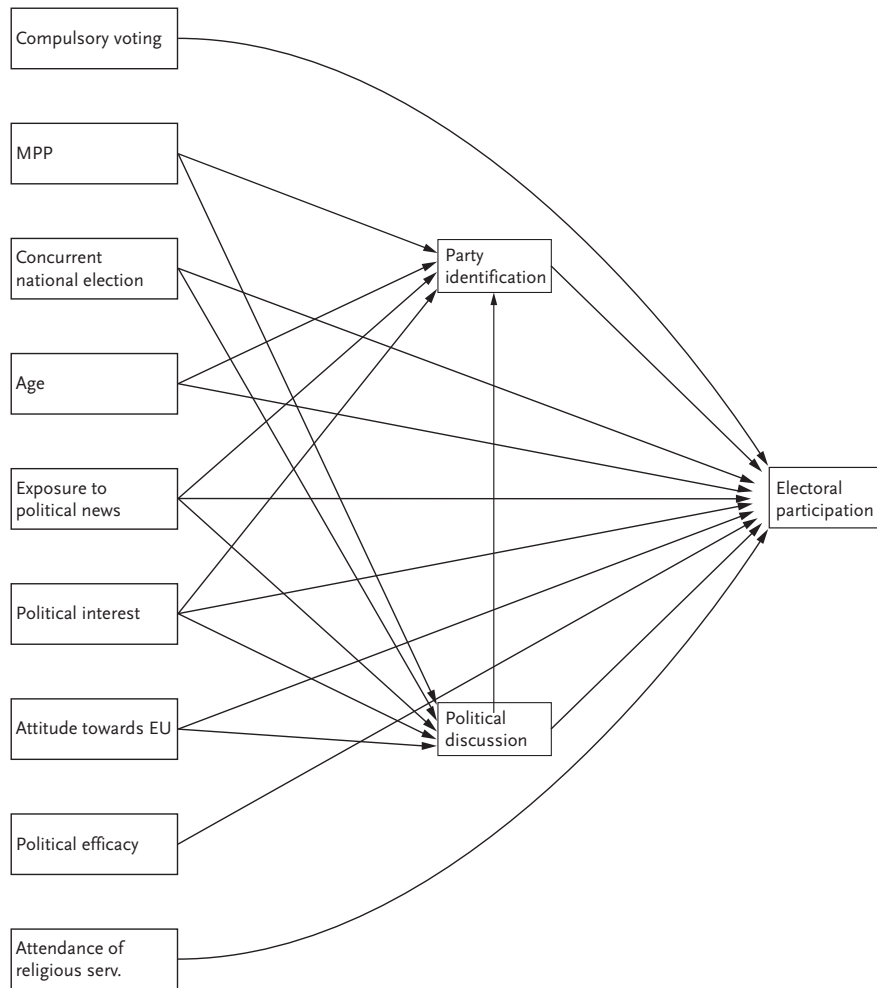 Compulsory voting
MPP
Concurrent
national election
Party
identification
Age
Exposure to
political news
Electoral
participation
Political interest
Attitude towards EU
Political
discussion
Political efficacy
Attendance of
religious serv.